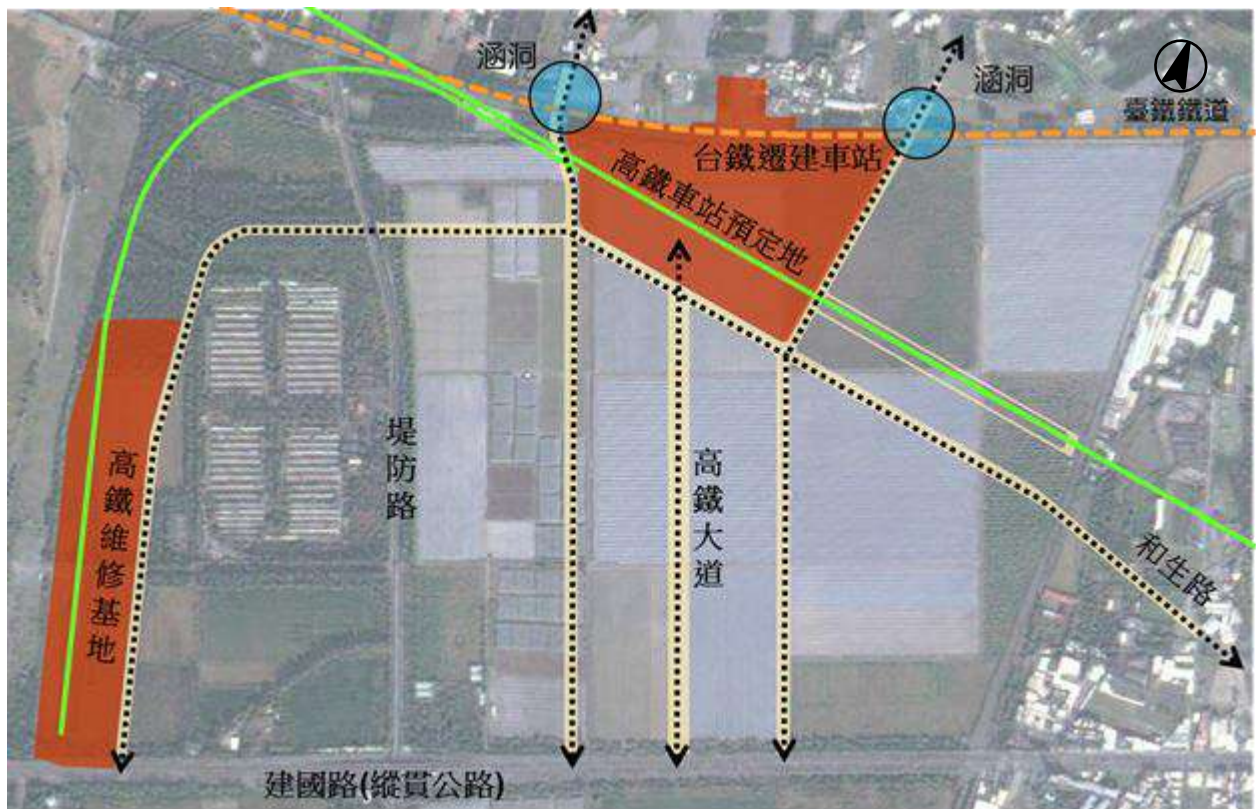 涵洞
涵洞
臺鐵鐵道
台鐵遷建車站
高鐵車站預定地
堤防路
高鐵大道
高鐵維修基地
和生路
建國路(縱貫公路)